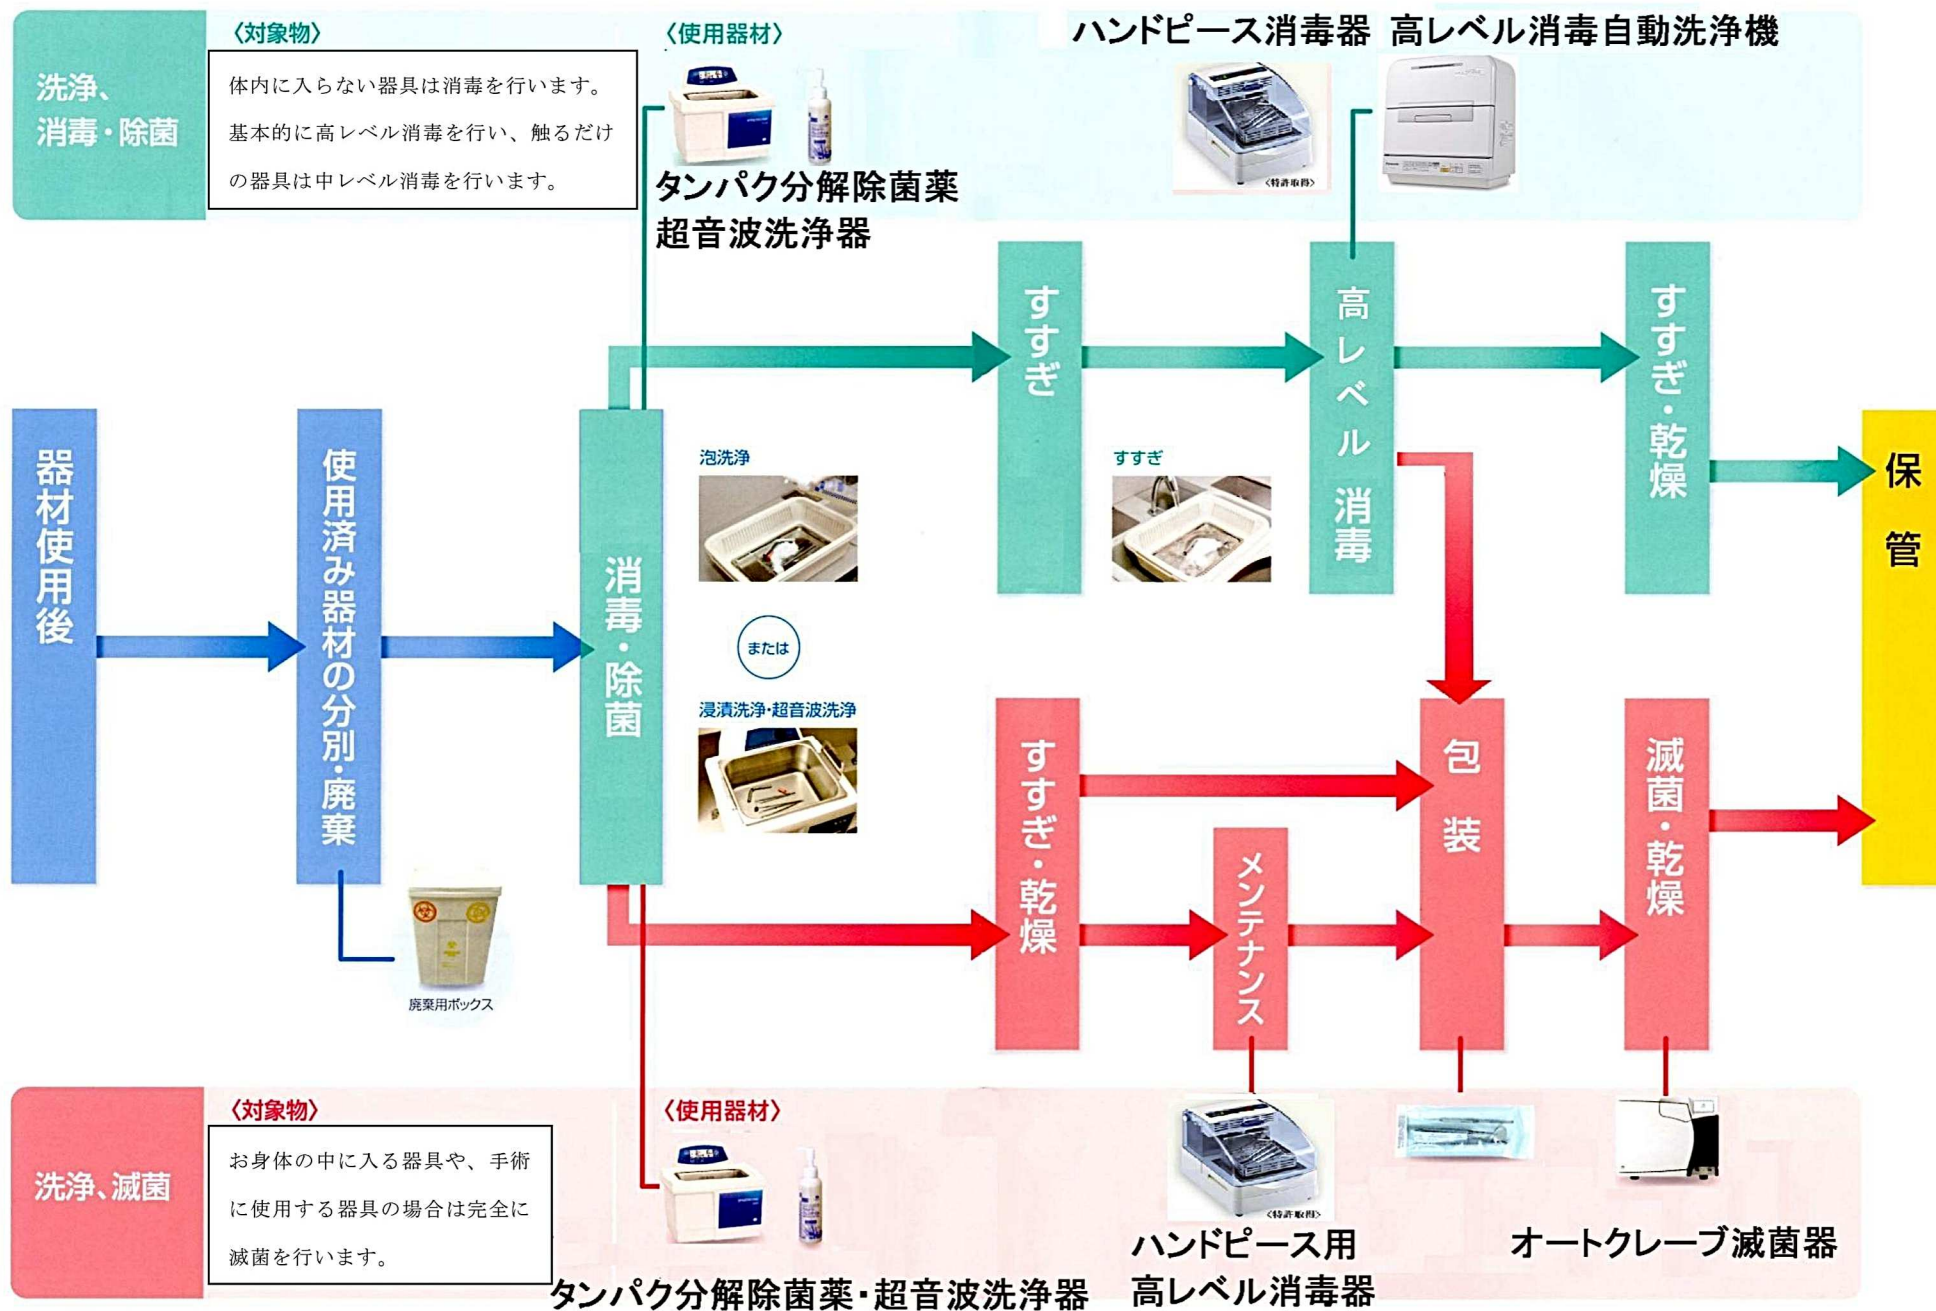 洗浄、
消毒・除菌
〈対象物〉
体内に入らない器具は消毒を行います。
基本的に高レベル消毒を行い、触るだけ
の器具は中レベル消毒を行います。
〈使用器材〉
タンパク分解除菌薬
超音波洗浄器
ハンドピース消毒器
高レベル消毒自動洗浄機
〈特許取得〉
器材使用後
使用済み器材の分別・廃棄
廃棄用ボックス
消毒・除菌
泡洗浄
または
浸漬洗浄・超音波洗浄
すすぎ
すすぎ
高レベル 消毒
すすぎ・乾燥
保管
すすぎ・乾燥
メンテナンス
包装
滅菌・乾燥
洗浄、滅菌
〈対象物〉
お身体の中に入る器具や、手術
に使用する器具の場合は完全に
滅菌を行います。
〈使用器材〉
タンパク分解除菌薬・超音波洗浄器
〈特許取得〉
ハンドピース用
高レベル消毒器
オートクレーブ滅菌器